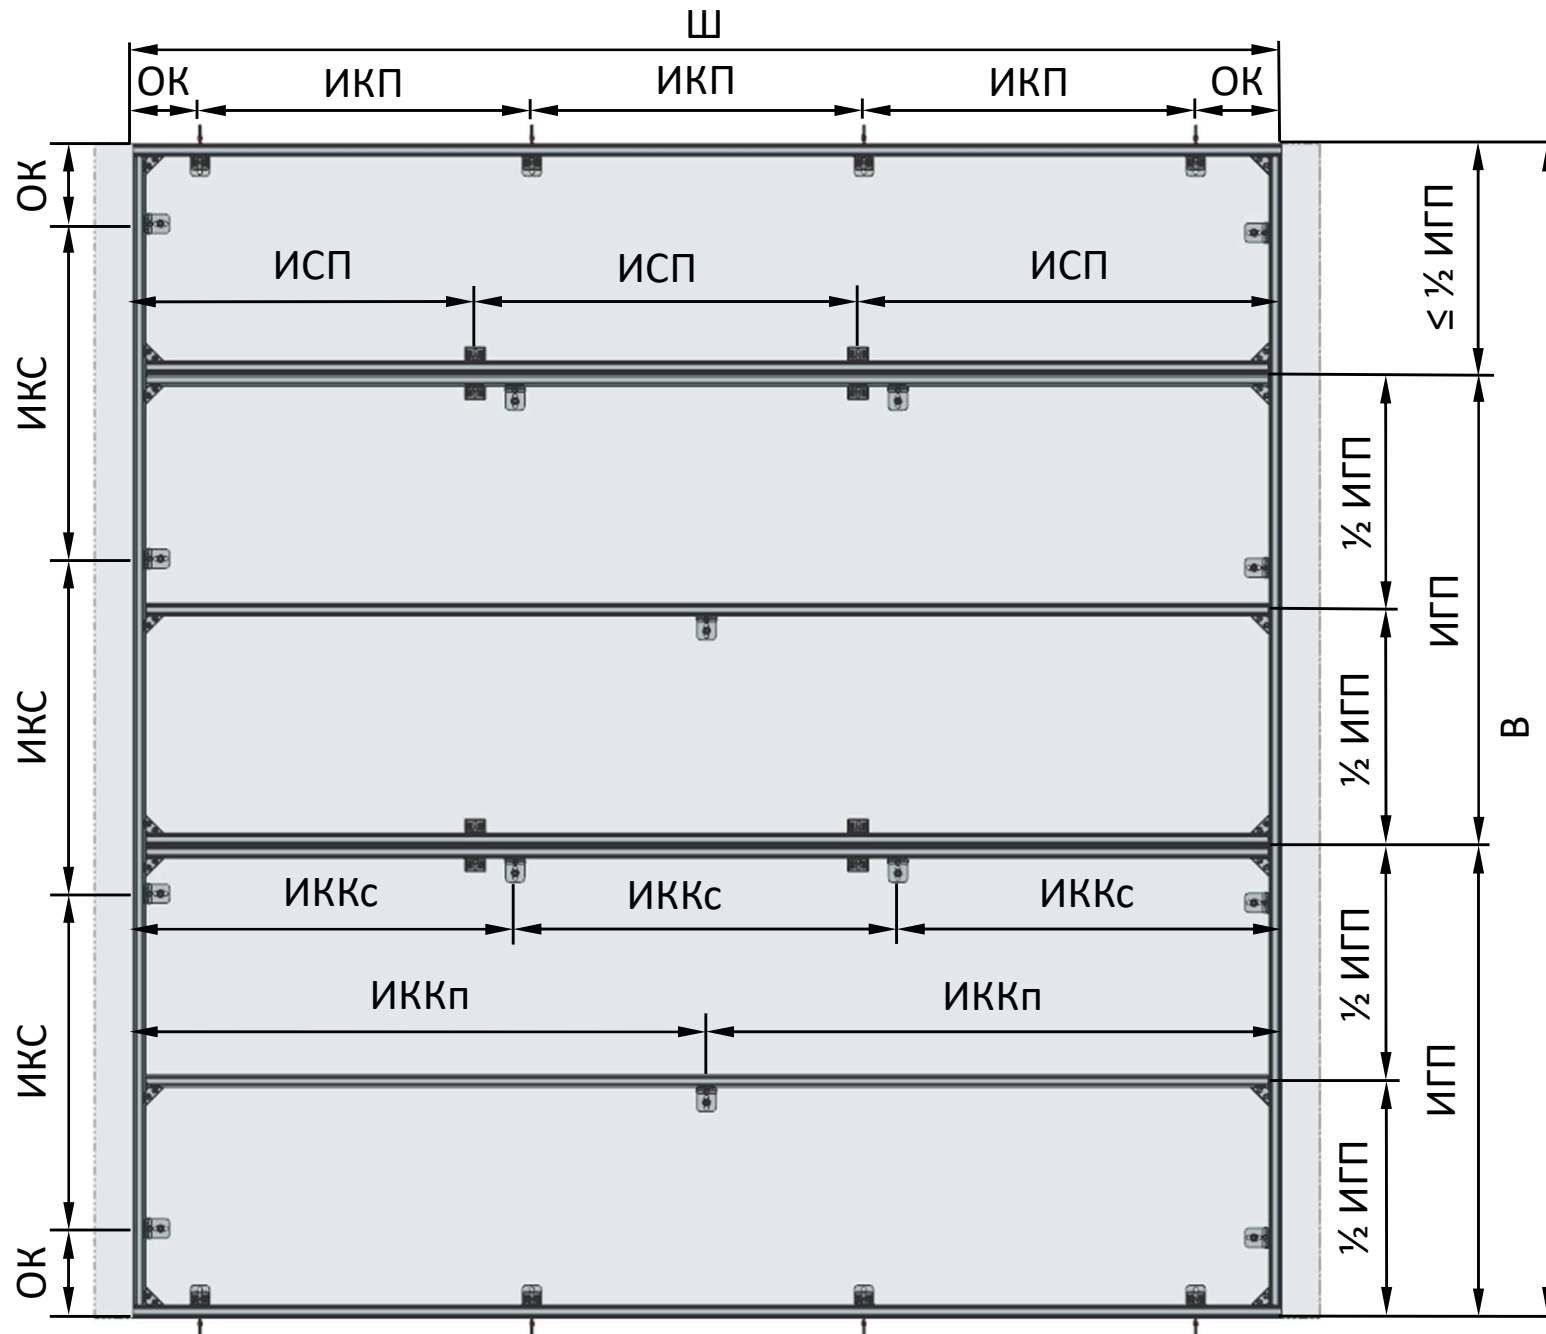 Ш
ОК
ИКП
ИКП
ИКП
ОК
ОК
ИКС
ИКС
ИКС
ОК
ИСП
ИСП
ИСП
ИККс
ИККс
ИККс
ИККп
ИККп
½ ИГП
½ ИГП
½ ИГП
½ ИГП
≤ ½ ИГП
ИГП
ИГП
В